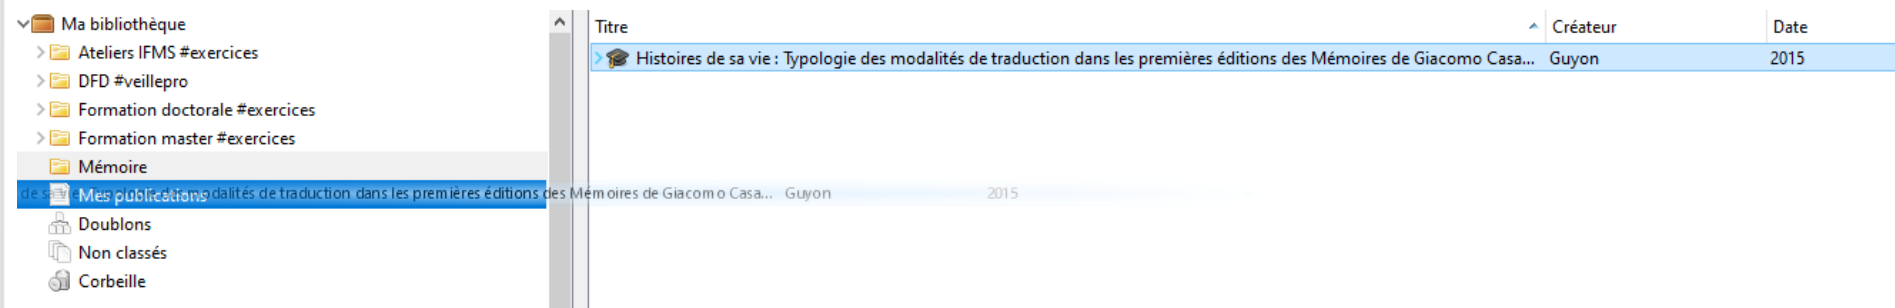 Ma bibliothèque
Ateliers IFMS #exercices
DFD #veillepro
Formation doctorale #exercices
Formation master #exercices
Mémoire
Mes publications
Doublons
Non classés
Corbeille
Titre Créateur Date
Histoires de sa vie : Typologie des modalités de traduction dans les premières éditions des Mémoires de Giacomo Casa... Guyon 2015
de traduction dans les premières éditions des Mémoires de Giacomo Casa... Guyon 2015